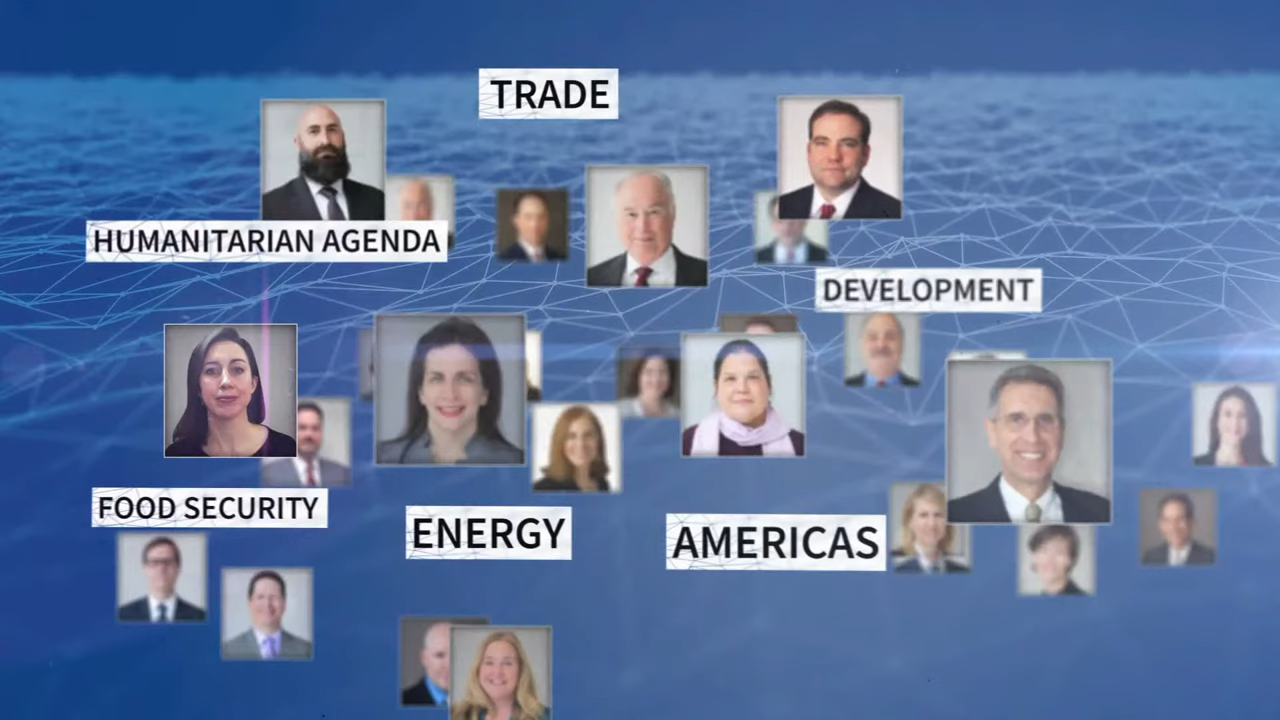 TRADE
HUMANITARIAN AGENDA
DEVELOPMENT
FOOD SECURITY
ENERGY
AMERICAS